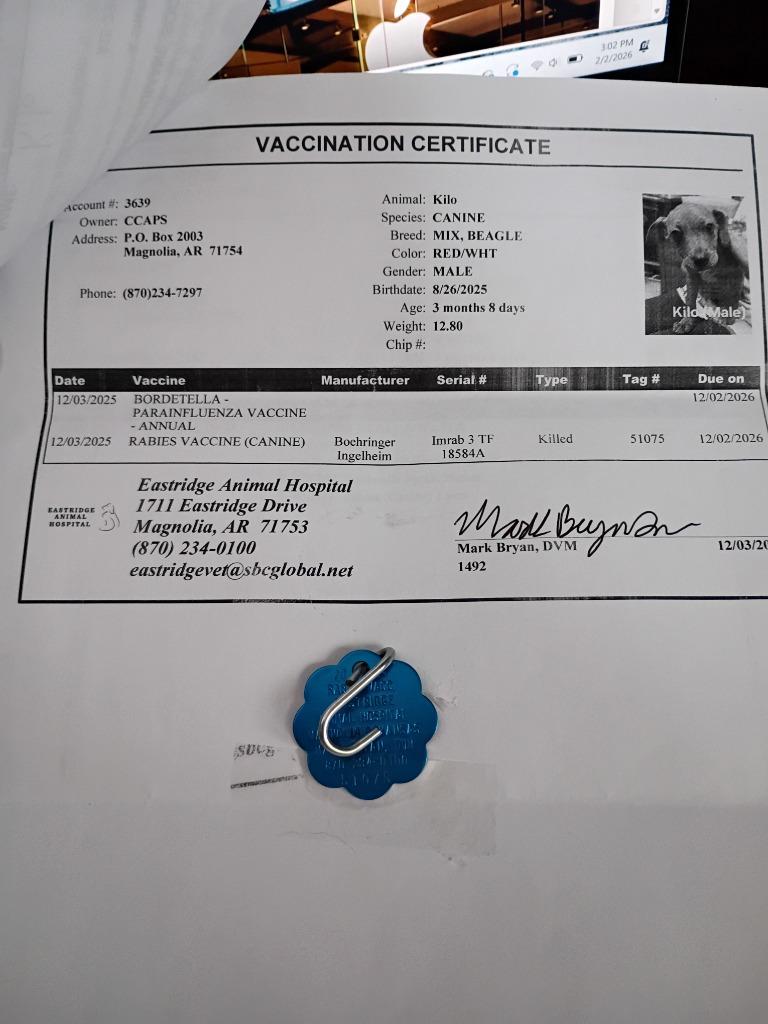 3:02 PM
2/2/2026
VACCINATION CERTIFICATE
Account #: 3639
Owner: CCAPS
Address: P.O. Box 2003
Magnolia, AR 71754
Phone: (870)234-7297
Animal: Kilo
Species: CANINE
Breed: MIX, BEAGLE
Color: RED/WHT
Gender: MALE
Birthdate: 8/26/2025
Age: 3 months 8 days
Weight: 12.80
Chip #:
Kilo (Male)
Date Vaccine Manufacturer Serial # Type Tag # Due on
12/03/2025 BORDETELLA - 12/02/2026
PARAINFLUENZA VACCINE
- ANNUAL
12/03/2025 RABIES VACCINE (CANINE) Boehringer Imrab 3 TF Killed 51075 12/02/2026
Ingelheim 18584A
EASTRIDGE
ANIMAL
HOSPITAL
Eastridge Animal Hospital
1711 Eastridge Drive
Magnolia, AR 71753
(870) 234-0100
eastridgevet@sbcglobal.net
Mark Bryan
Mark Bryan, DVM 12/03/20
1492